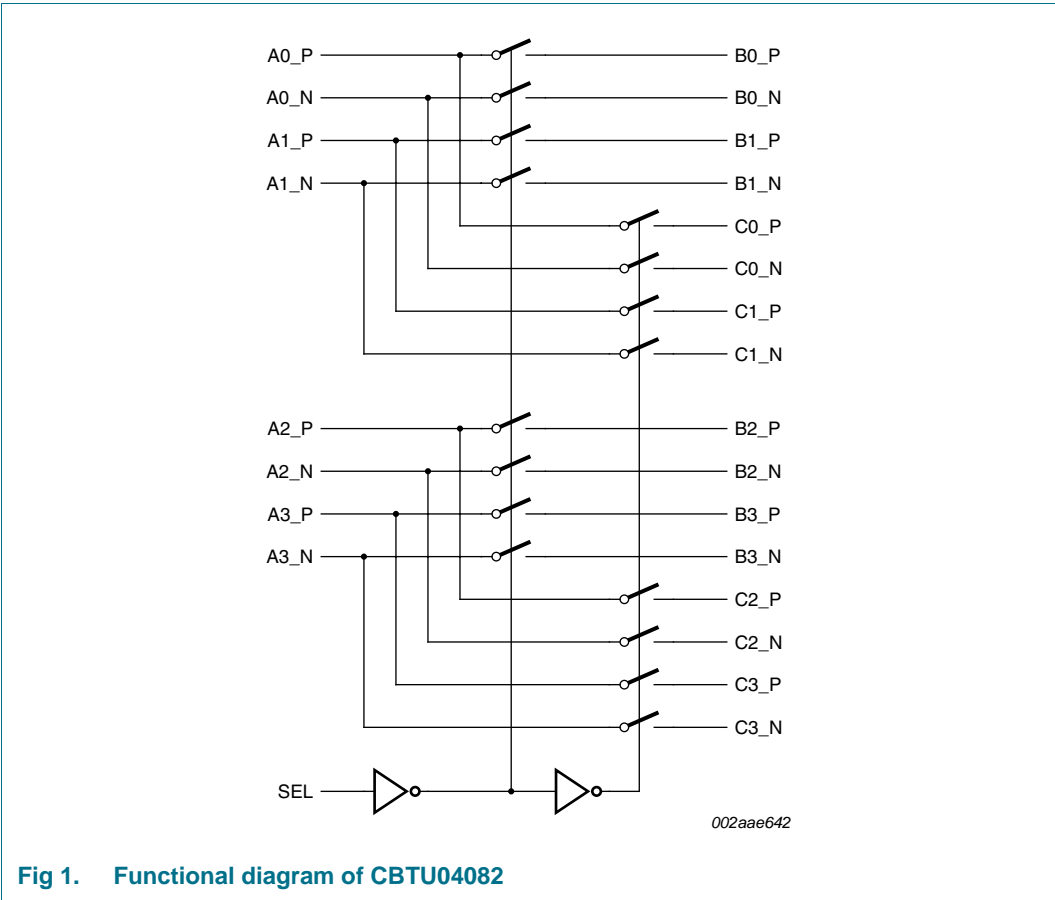 A0_P B0_P
A0_N B0_N
A1_P B1_P
A1_N B1_N
C0_P
C0_N
C1_P
C1_N
A2_P B2_P
A2_N B2_N
A3_P B3_P
A3_N B3_N
C2_P
C2_N
C3_P
C3_N
SEL
002aae642
Fig 1. Functional diagram of CBTU04082